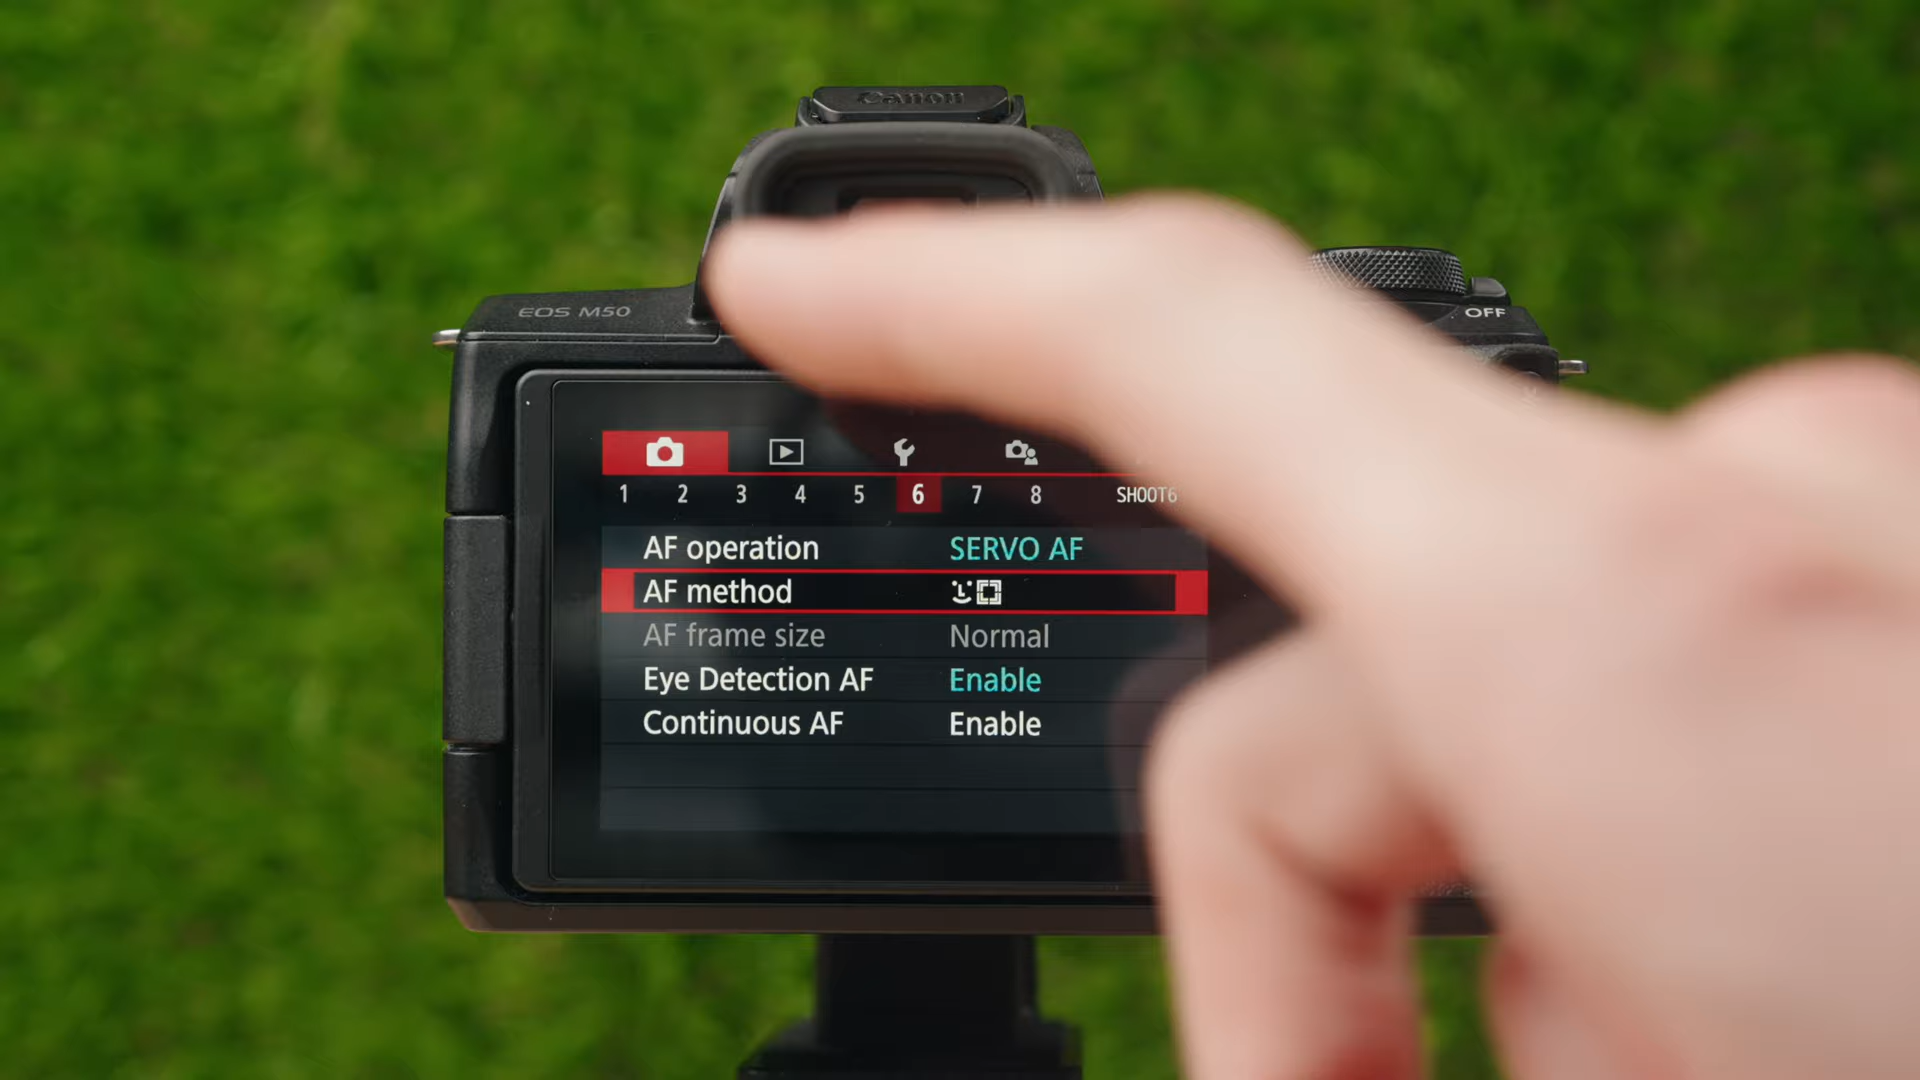 Canon
EOS M50
OFF
1 2 3 4 5 6 7 8 SHOOT6
AF operation SERVO AF
AF method
AF frame size Normal
Eye Detection AF Enable
Continuous AF Enable